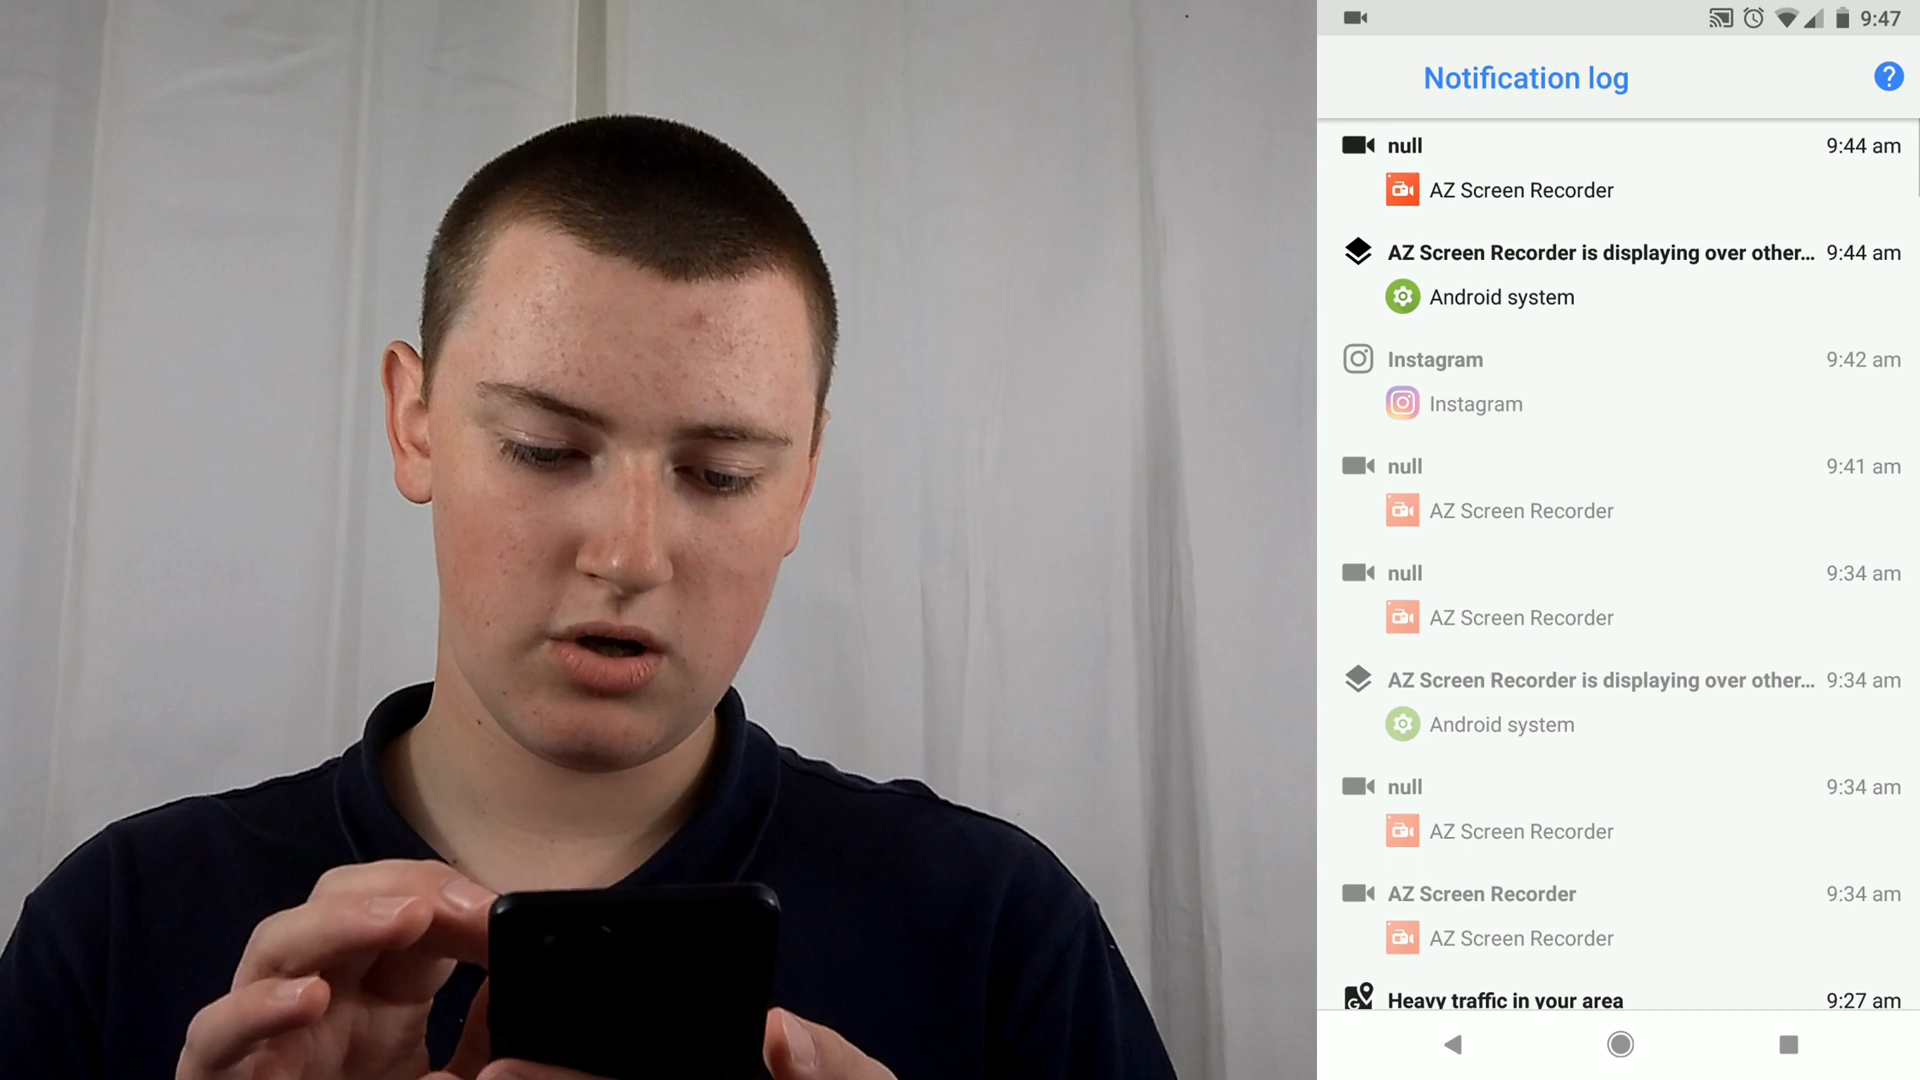 9:47
Notification log
?
null 9:44 am
AZ Screen Recorder
AZ Screen Recorder is displaying over other... 9:44 am
Android system
Instagram 9:42 am
Instagram
null 9:41 am
AZ Screen Recorder
null 9:34 am
AZ Screen Recorder
AZ Screen Recorder is displaying over other... 9:34 am
Android system
null 9:34 am
AZ Screen Recorder
AZ Screen Recorder 9:34 am
AZ Screen Recorder
G Heavy traffic in your area 9:27 am